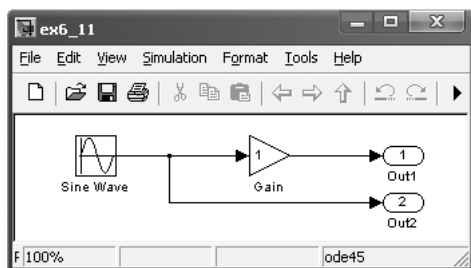 ex6_11
File Edit View Simulation Format Tools Help
Sine Wave
1
Gain
1
Out1
2
Out2
F 100% ode45